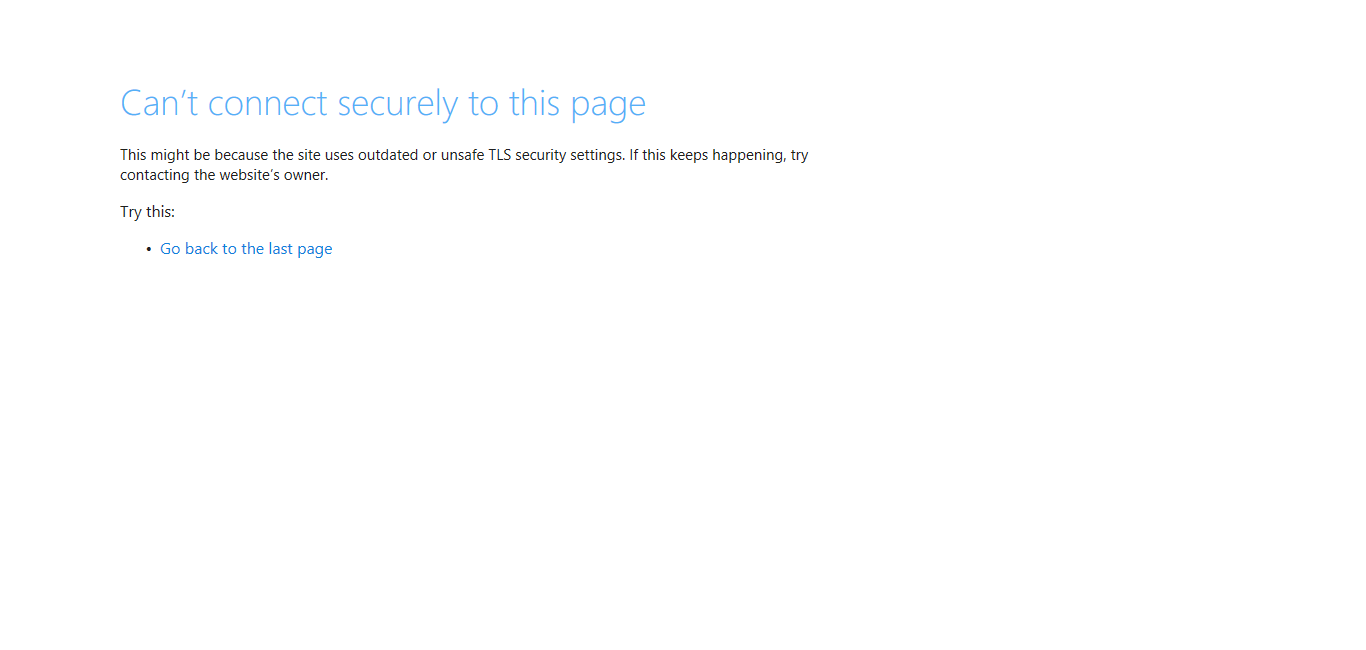 Can’t connect securely to this page
This might be because the site uses outdated or unsafe TLS security settings. If this keeps happening, try
contacting the website’s owner.
Try this:
• Go back to the last page